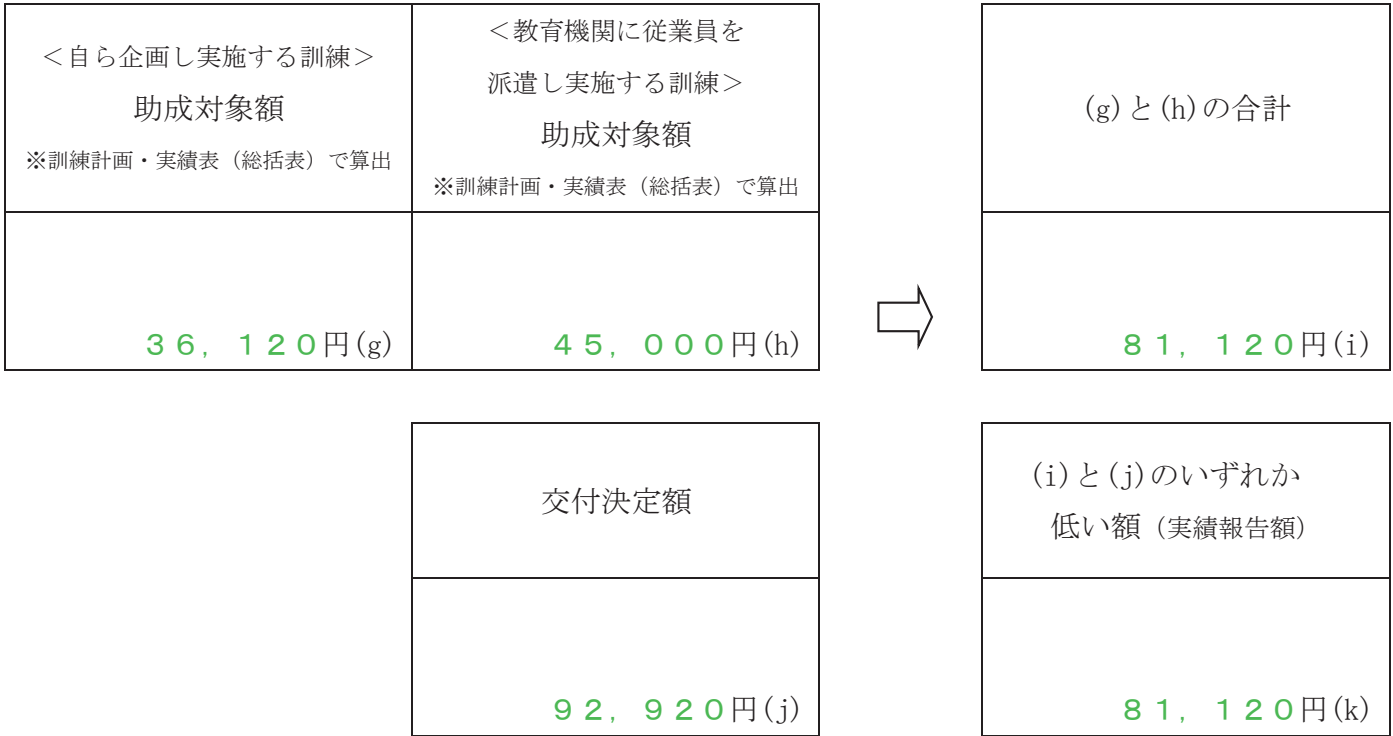 ＜自ら企画し実施する訓練＞
助成対象額
※訓練計画・実績表（総括表）で算出
＜教育機関に従業員を
派遣し実施する訓練＞
助成対象額
※訓練計画・実績表（総括表）で算出
(g)と(h)の合計
３６，１２０円(g)
４５，０００円(h)
８１，１２０円(i)
交付決定額
(i)と(j)のいずれか
低い額（実績報告額）
９２，９２０円(j)
８１，１２０円(k)